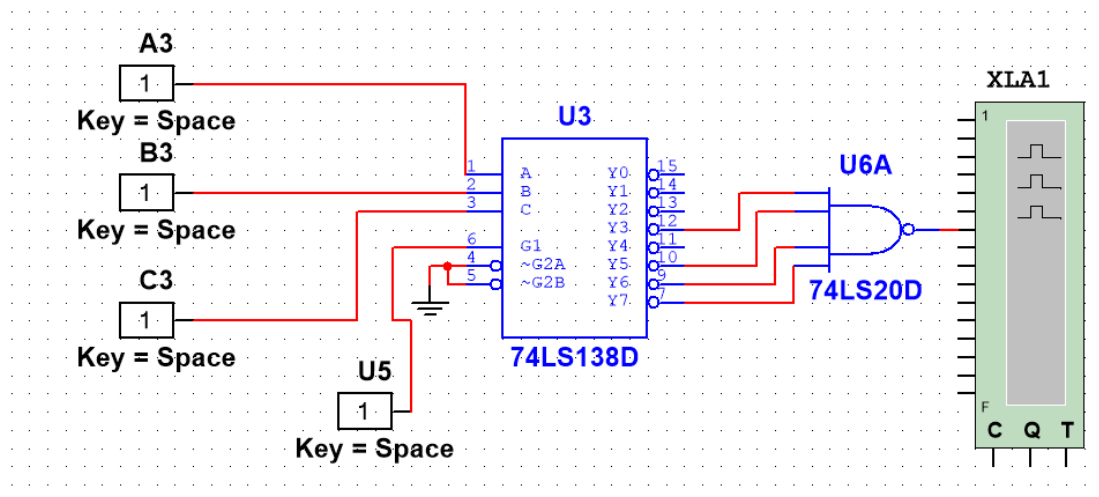 A3
1
Key = Space
B3
1
Key = Space
C3
1
Key = Space
U5
1
Key = Space
U3
1 A Y0 15
2 B Y1 14
3 C Y2 13
Y3 12
6 G1 Y4 11
4 ~G2A Y5 10
5 ~G2B Y6 9
Y7 7
74LS138D
U6A
74LS20D
XLA1
1
F
C Q T